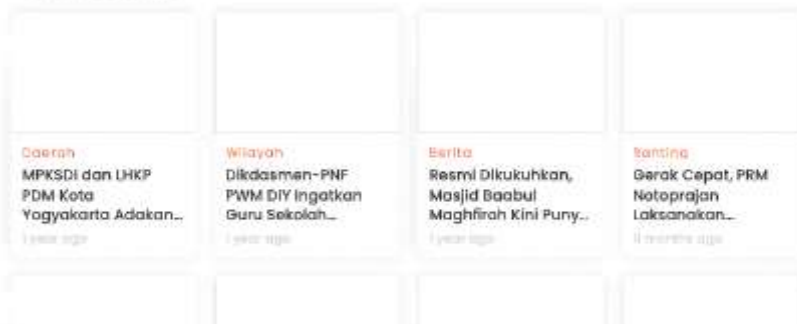 Daerah
MPKSDI dan LHKP
PDM Kota
Yogyakarta Adakan...
1 year ago
Wilayah
Dikdasmen-PNF
PWM DIY Ingatkan
Guru Sekolah...
1 year ago
Berita
Resmi Dikukuhkan,
Masjid Baabul
Maghfirah Kini Puny...
1 year ago
Ranting
Gerak Cepat, PRM
Notoprajan
Laksanakan...
months ago